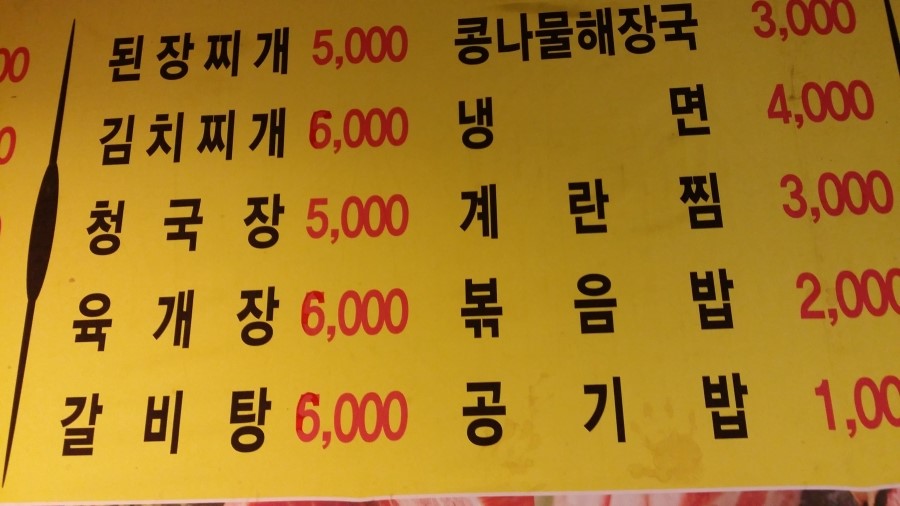 된장찌개 5,000
김치찌개 6,000
청국장 5,000
육개장 6,000
갈비탕 6,000
콩나물해장국 3,000
냉면 4,000
계란찜 3,000
볶음밥 2,000
공기밥